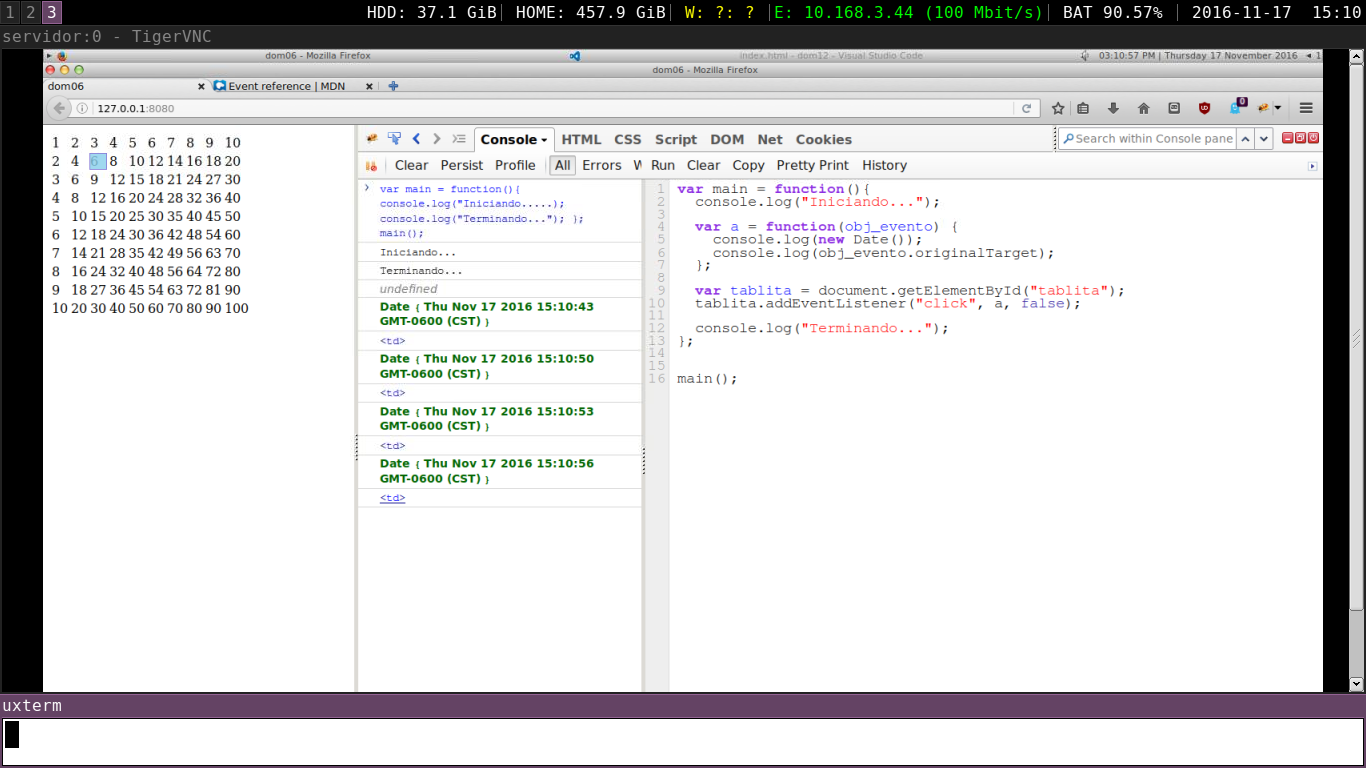 1 2 3 HDD: 37.1 GiB HOME: 457.9 GiB W: ?: ? E: 10.168.3.44 (100 Mbit/s) BAT 90.57% 2016-11-17 15:10
servidor:0 - TigerVNC
dom06 - Mozilla Firefox index.html - dom12 - Visual Studio Code 03:10:57 PM | Thursday 17 November 2016 1
dom06 - Mozilla Firefox
dom06 Event reference | MDN
127.0.0.1:8080 0
Console HTML CSS Script DOM Net Cookies Search within Console pane
Clear Persist Profile All Errors W Run Clear Copy Pretty Print History
1 2 3 4 5 6 7 8 9 10
2 4 6 8 10 12 14 16 18 20
3 6 9 12 15 18 21 24 27 30
4 8 12 16 20 24 28 32 36 40
5 10 15 20 25 30 35 40 45 50
6 12 18 24 30 36 42 48 54 60
7 14 21 28 35 42 49 56 63 70
8 16 24 32 40 48 56 64 72 80
9 18 27 36 45 54 63 72 81 90
10 20 30 40 50 60 70 80 90 100
var main = function(){
console.log("Iniciando.....);
console.log("Terminando..."); };
main();
Iniciando...
Terminando...
undefined
Date { Thu Nov 17 2016 15:10:43
GMT-0600 (CST) }
<td>
Date { Thu Nov 17 2016 15:10:50
GMT-0600 (CST) }
<td>
Date { Thu Nov 17 2016 15:10:53
GMT-0600 (CST) }
<td>
Date { Thu Nov 17 2016 15:10:56
GMT-0600 (CST) }
<td>
1 var main = function(){
2 console.log("Iniciando...");
3
4 var a = function(obj_evento) {
5 console.log(new Date());
6 console.log(obj_evento.originalTarget);
7 };
8
9 var tablita = document.getElementById("tablita");
10 tablita.addEventListener("click", a, false);
11
12 console.log("Terminando...");
13 };
14
15
16 main();
uxterm